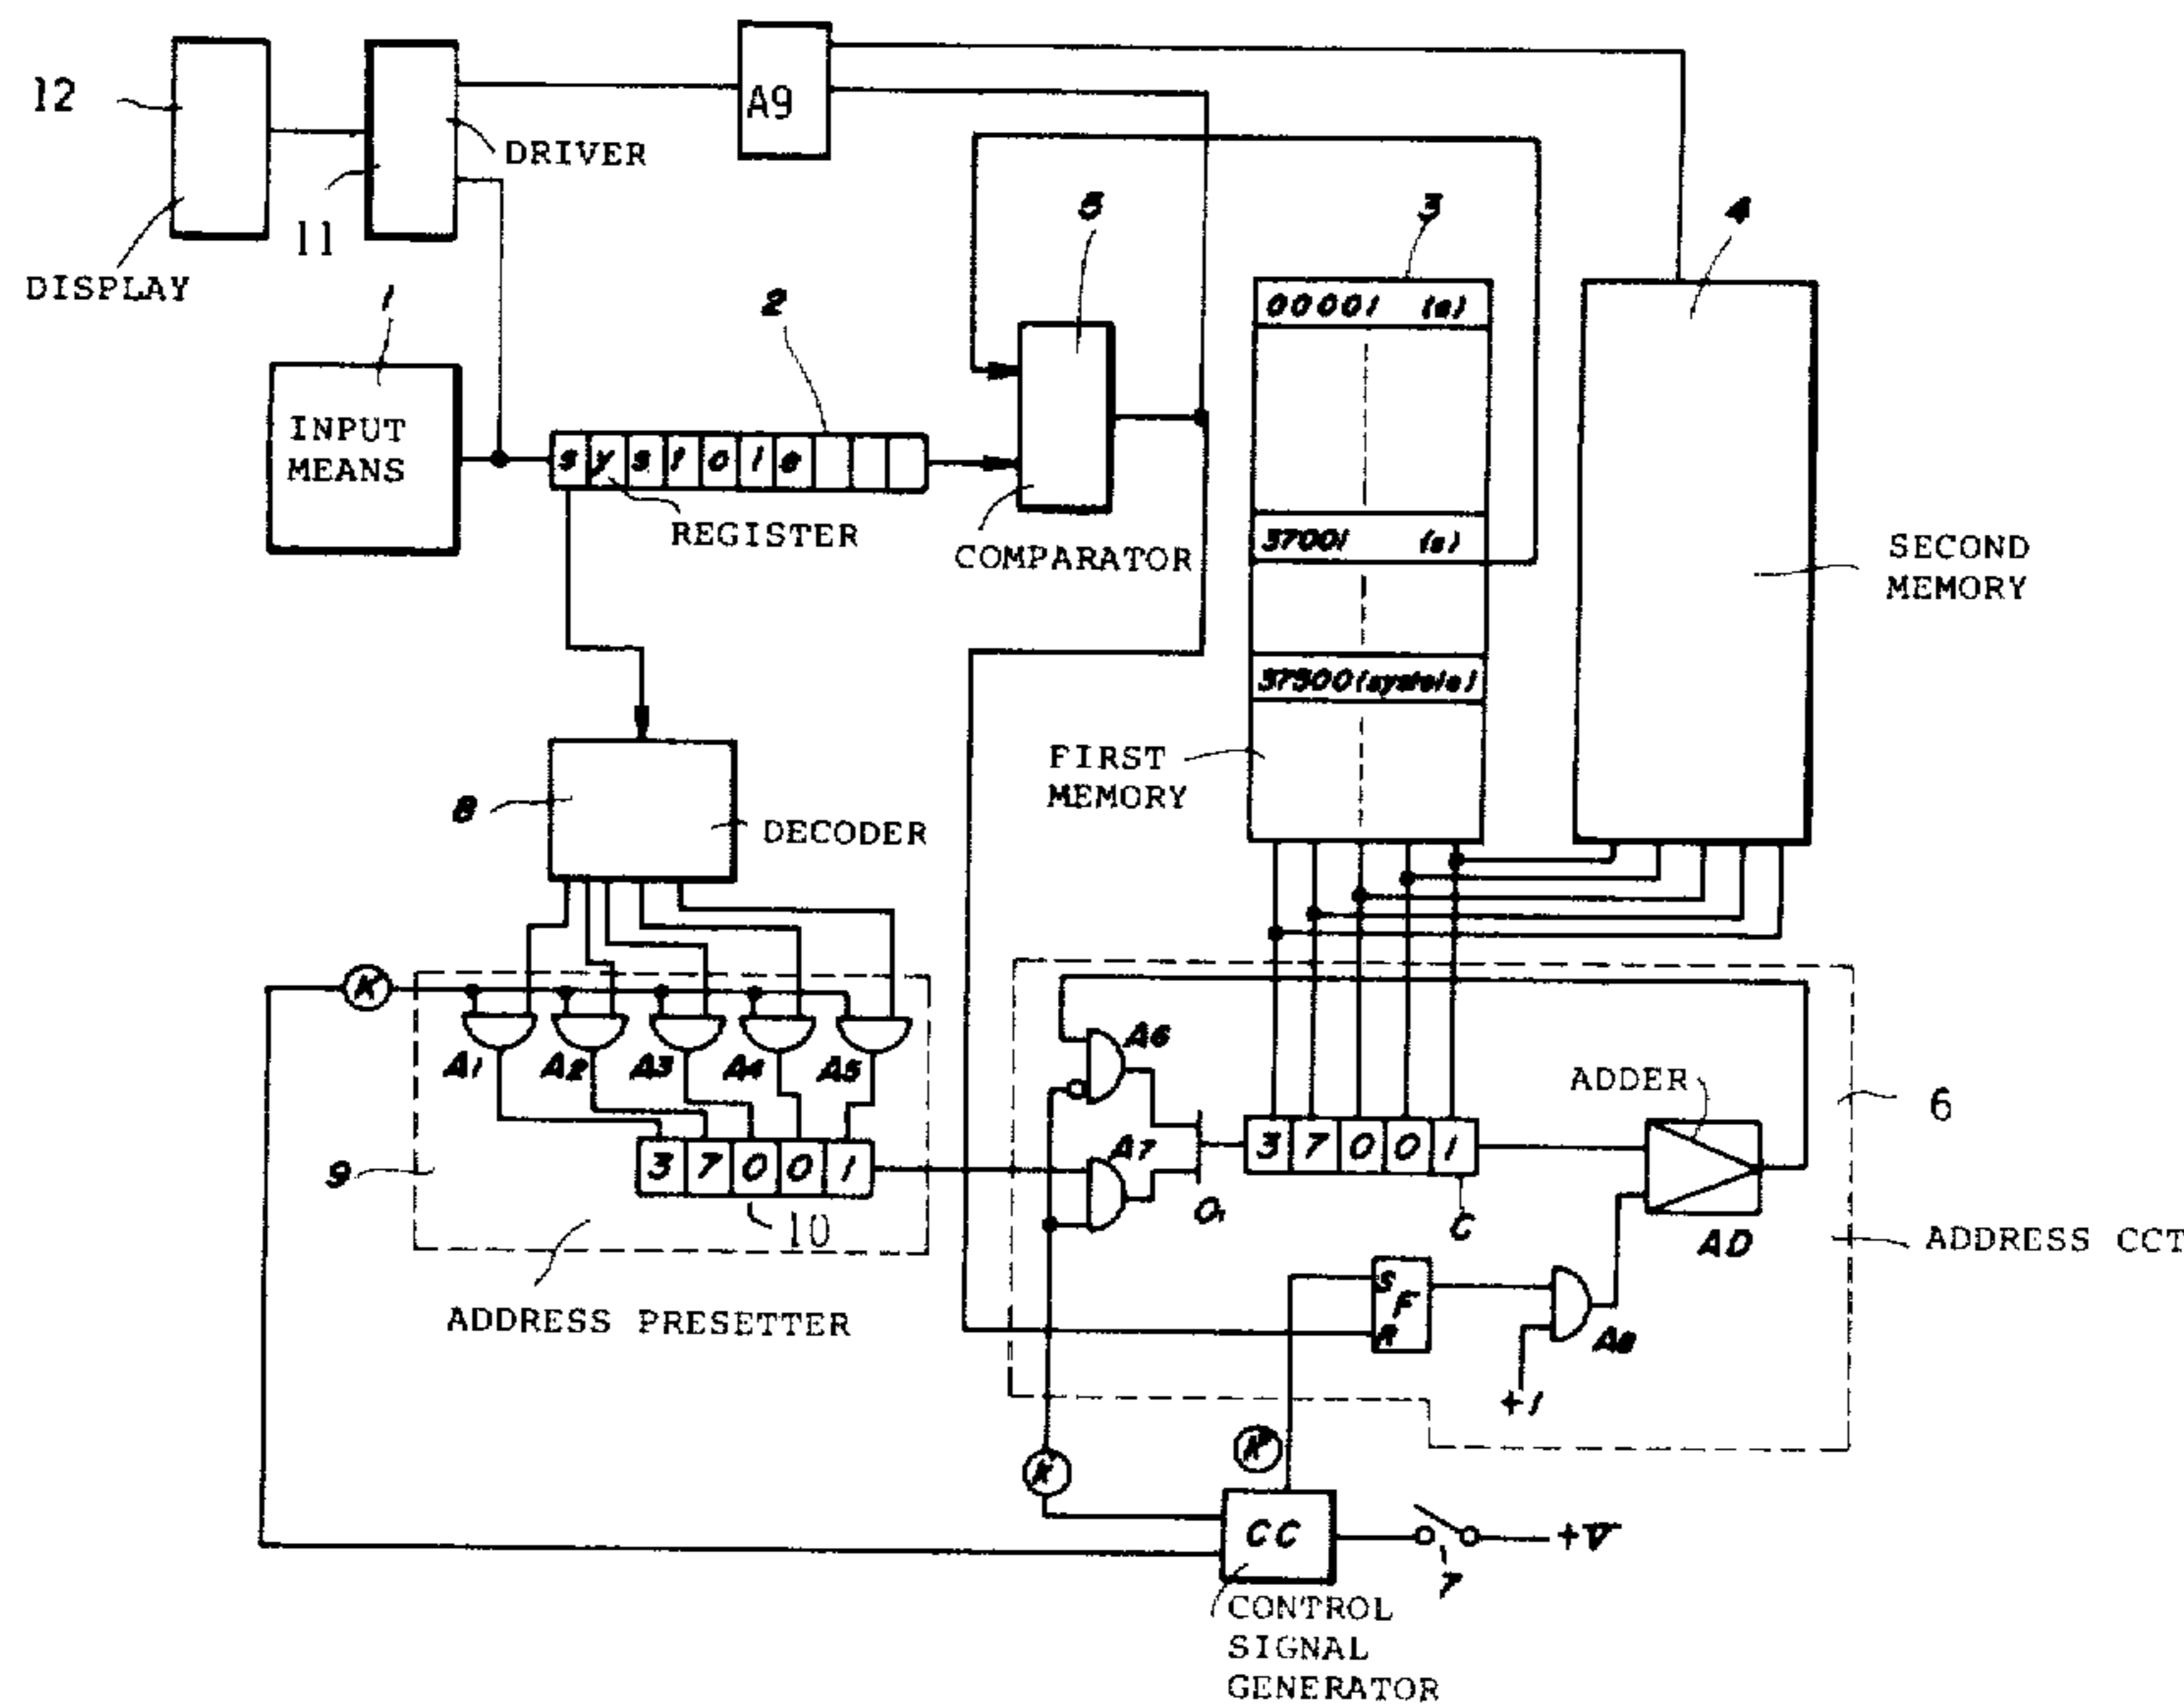 12
11
A9
DRIVER
DISPLAY
1
2
5
3
4
INPUT
MEANS
s y s t o l e
REGISTER
COMPARATOR
00001 (a)
37001 (s)
37500 (systole)
SECOND
MEMORY
FIRST
MEMORY
8
DECODER
K
A1
A2
A3
A4
A5
9
3 7 0 0 1
10
ADDRESS PRESETTER
A6
A7
O1
3 7 0 0 1
C
ADDER
AD
6
ADDRESS CCT
S
F
R
A8
+1
K
K
CC
7
+V
CONTROL
SIGNAL
GENERATOR